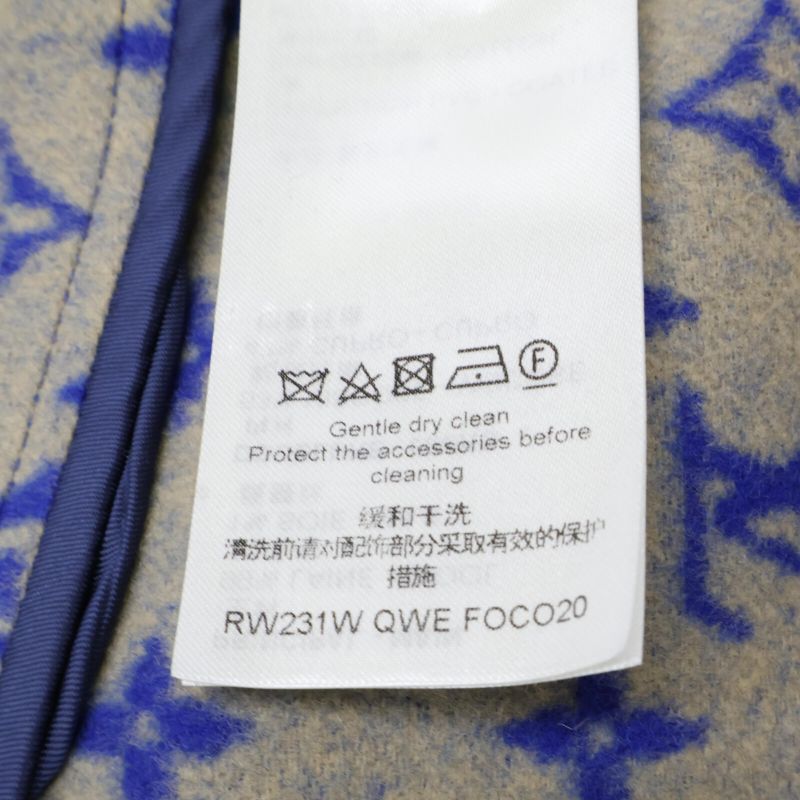 F
Gentle dry clean
Protect the accessories before
cleaning
缓和干洗
清洗前请对配饰部分采取有效的保护
措施
RW231W QWE FOCO20